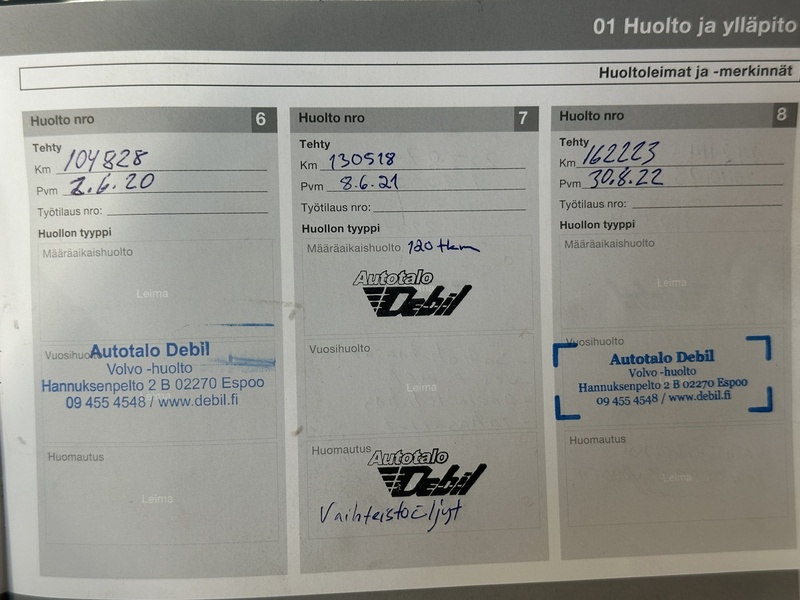 01 Huolto ja ylläpito
Huoltoleimat ja -merkinnät
Huolto nro 6
Tehty
Km 104828
Pvm 2.6.20
Työtilaus nro:
Huollon tyyppi
Määräaikaishuolto
Leima
Vuosihuo
Autotalo Debil
Volvo -huolto
Hannuksenpelto 2 B 02270 Espoo
09 455 4548 / www.debil.fi
Huomautus
Leima
Huolto nro 7
Tehty
Km 130518
Pvm 8.6.21
Työtilaus nro:
Huollon tyyppi
Määräaikaishuolto 120 tkm
Autotalo
Debil
Vuosihuolto
Leima
Huomautus
Autotalo
Debil
Vaihteistoöljyt
Huolto nro 8
Tehty
Km 162223
Pvm 30.8.22
Työtilaus nro:
Huollon tyyppi
Määräaikaishuolto
Leima
Vuosihuolto
Autotalo Debil
Volvo -huolto
Hannuksenpelto 2 B 02270 Espoo
09 455 4548 / www.debil.fi
Huomautus
Leima